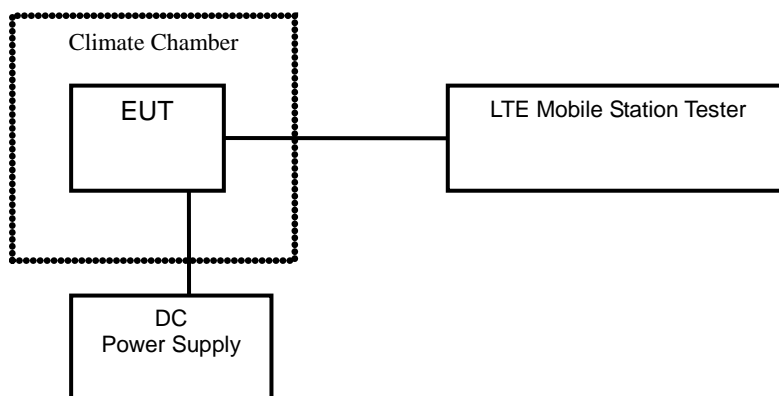 Climate Chamber
EUT
LTE Mobile Station Tester
DC
Power Supply